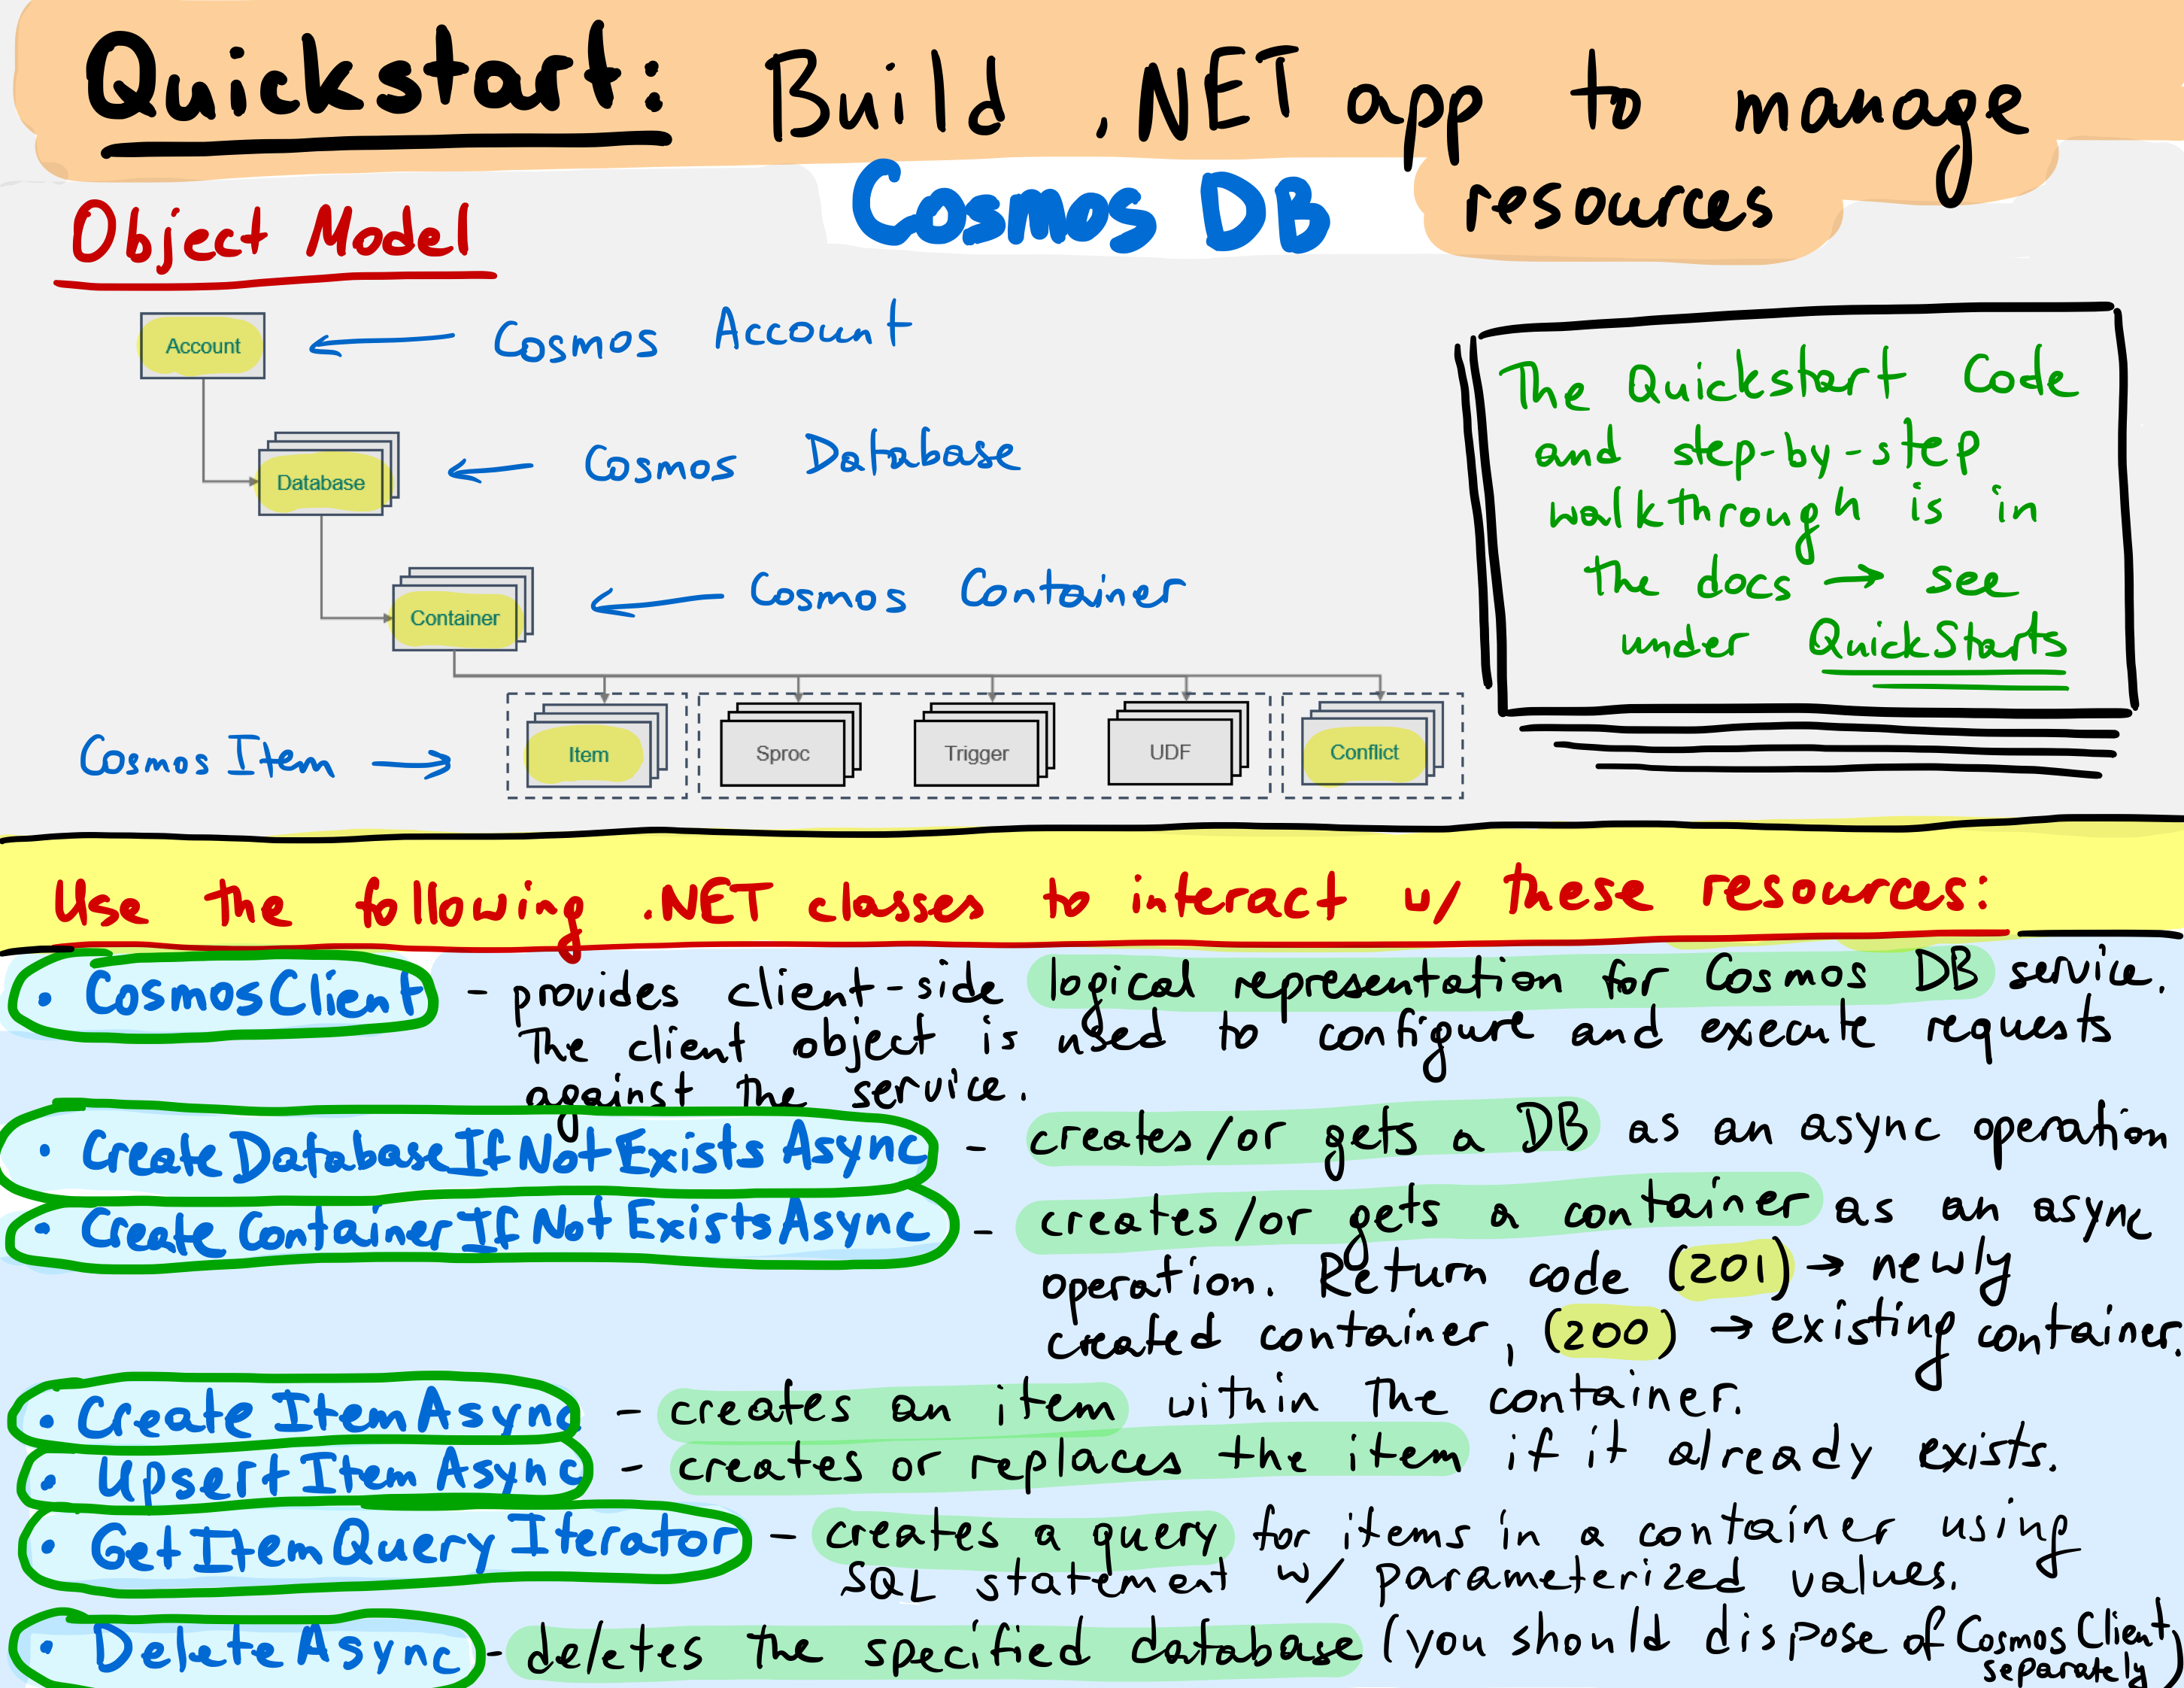 Quickstart: Build .NET app to manage
Cosmos DB resources
Object Model
Account
Cosmos Account
Database
Cosmos Database
Container
Cosmos Container
Cosmos Item
Item
Sproc
Trigger
UDF
Conflict
The Quickstart Code
and step-by-step
walkthrough is in
the docs → see
under QuickStarts
Use the following .NET classes to interact w/ these resources:
• CosmosClient - provides client-side logical representation for Cosmos DB service.
The client object is used to configure and execute requests
against the service.
• CreateDatabaseIfNotExistsAsync - creates/or gets a DB as an async operation
• CreateContainerIfNotExistsAsync - creates/or gets a container as an async
operation. Return code (201) → newly
created container, (200) → existing container.
• CreateItemAsync - creates an item within the container.
• UpsertItemAsync - creates or replaces the item if it already exists.
• GetItemQueryIterator - creates a query for items in a container using
SQL statement w/ parameterized values.
• DeleteAsync - deletes the specified database (you should dispose of Cosmos Client
separately)